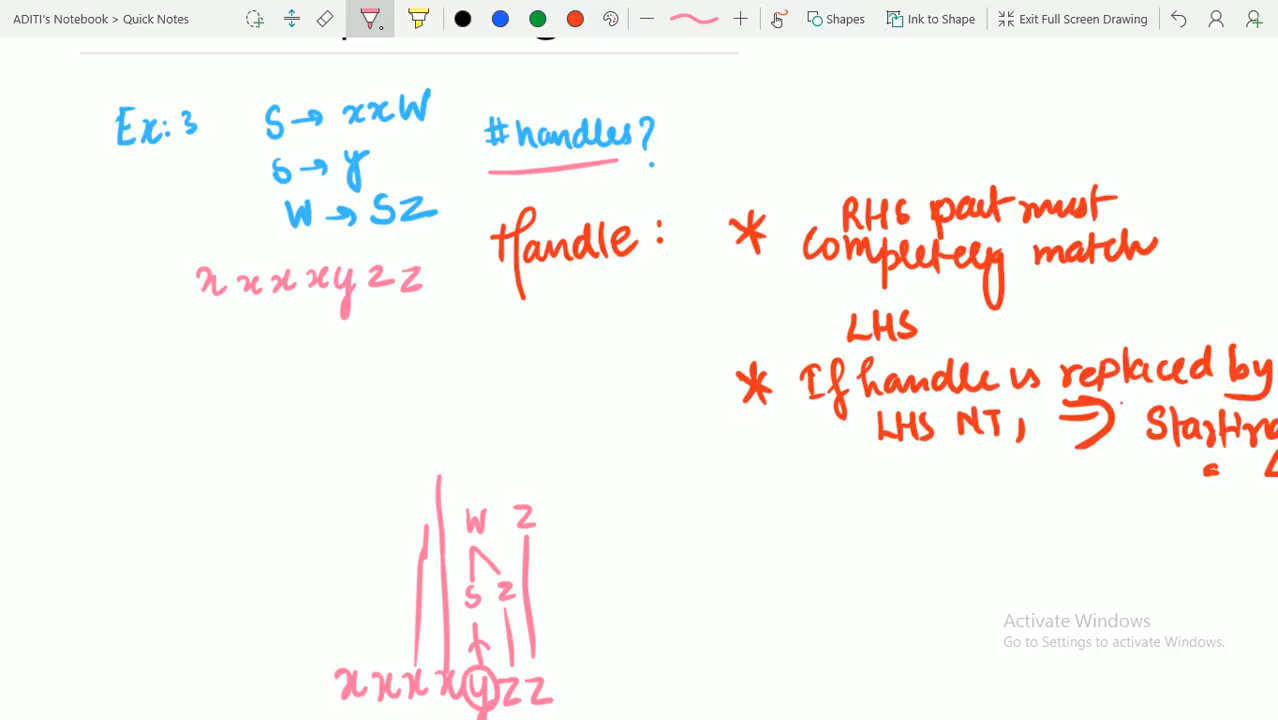 ADITI's Notebook > Quick Notes
Shapes
Ink to Shape
Exit Full Screen Drawing
Ex: 3 S → xxW
S → y
W → SZ
#handles?
x x x x y z z
Handle :
* RHS part must
completely match
LHS
* If handle is replaced by
LHS NT, ⇒ Starting
W Z
S Z
x x x x y z z
Activate Windows
Go to Settings to activate Windows.